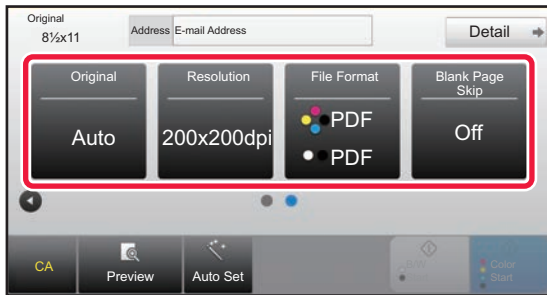 Original
8½x11
Address E-mail Address
Detail
Original
Auto
Resolution
200x200dpi
File Format
PDF
PDF
Blank Page
Skip
Off
CA
Preview
Auto Set
B/W
Start
Color
Start